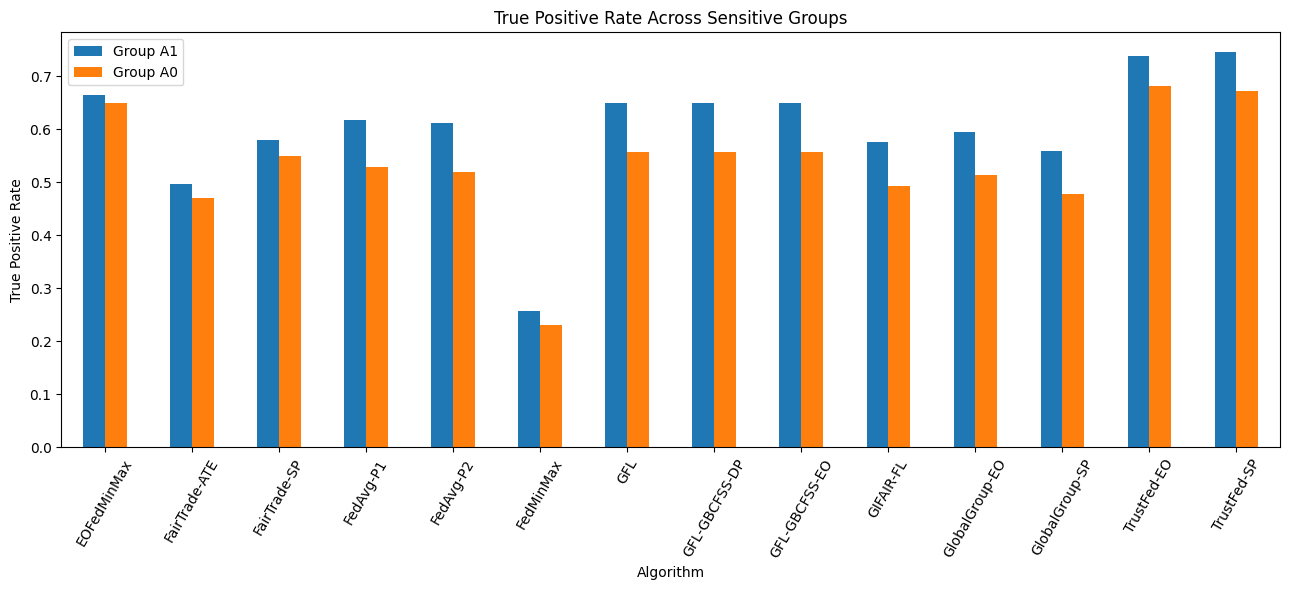 True Positive Rate Across Sensitive Groups
Group A1
Group A0
True Positive Rate
0.7
0.6
0.5
0.4
0.3
0.2
0.1
0.0
EOFedMinMax
FairTrade-ATE
FairTrade-SP
FedAvg-P1
FedAvg-P2
FedMinMax
GFL
GFL-GBCFSS-DP
GFL-GBCFSS-EO
GIFAIR-FL
GlobalGroup-EO
GlobalGroup-SP
TrustFed-EO
TrustFed-SP
Algorithm